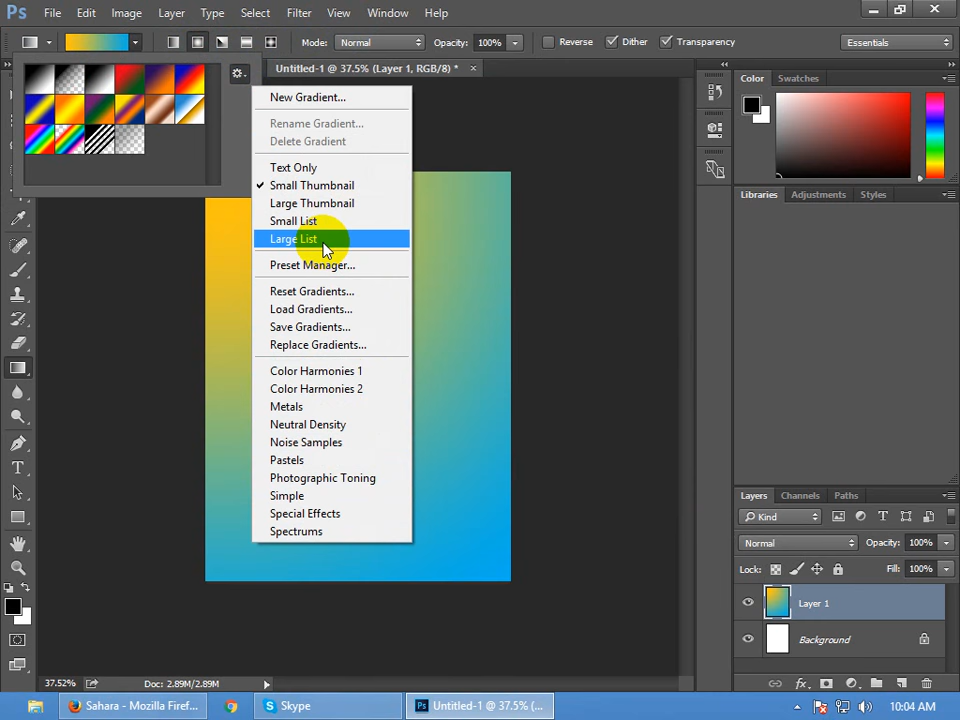 Ps File Edit Image Layer Type Select Filter View Window Help
Mode: Normal Opacity: 100% Reverse Dither Transparency Essentials
Untitled-1 @ 37.5% (Layer 1, RGB/8) *
New Gradient...
Rename Gradient...
Delete Gradient
Text Only
Small Thumbnail
Large Thumbnail
Small List
Large List
Preset Manager...
Reset Gradients...
Load Gradients...
Save Gradients...
Replace Gradients...
Color Harmonies 1
Color Harmonies 2
Metals
Neutral Density
Noise Samples
Pastels
Photographic Toning
Simple
Special Effects
Spectrums
Color Swatches
Libraries Adjustments Styles
Layers Channels Paths
Kind
Normal Opacity: 100%
Lock: Fill: 100%
Layer 1
Background
37.52% Doc: 2.89M/2.89M
Sahara - Mozilla Firef... Skype Ps Untitled-1 @ 37.5% (... 10:04 AM